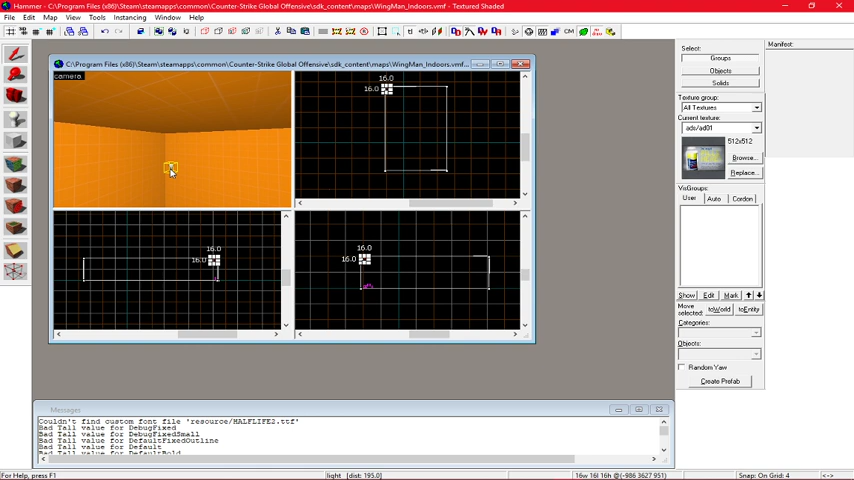 Hammer - [C:\Program Files (x86)\Steam\steamapps\common\Counter-Strike Global Offensive\sdk_content\maps\WingMan_Indoors.vmf - Textured Shaded
File Edit Map View Tools Instancing Window Help
C:\Program Files (x86)\Steam\steamapps\common\Counter-Strike Global Offensive\sdk_content\maps\WingMan_Indoors.vmf...
camera
16.0
16.0
16.0
16.0
16.0
16.0
Select:
Groups
Objects
Solids
Texture group:
All Textures
Current texture:
ads/ad01
512x512
Browse...
Replace...
VisGroups:
User Auto Cordon
Show Edit Mark
Move selected:
toWorld toEntity
Categories:
Objects:
Random Yaw
Create Prefab
Manifest:
Messages
Couldn't find custom font file 'resource/HALFLIFE2.ttf'
Bad Tall value for DebugFixed
Bad Tall value for DebugFixedSmall
Bad Tall value for DefaultFixedOutline
Bad Tall value for Default
Bad Tall value for DefaultBold
For Help, press F1
light [dist: 195.0]
16w 16l 16h @(-986 3627 951)
Snap: On Grid: 4
<->